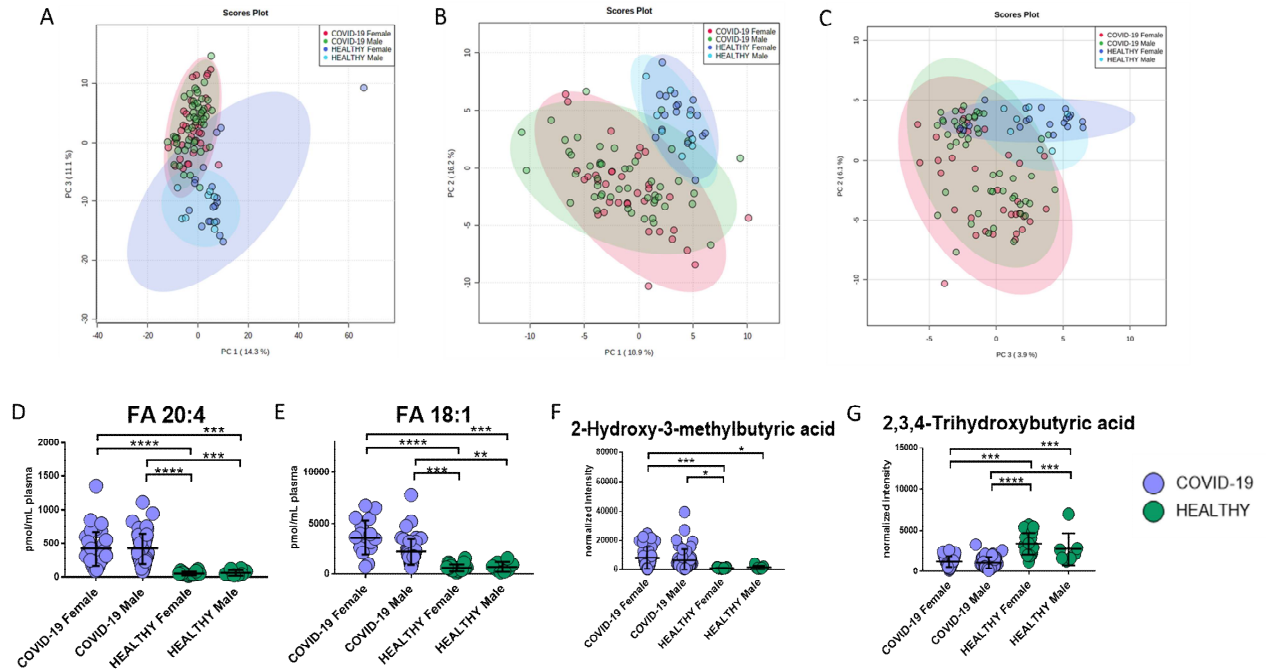 A
Scores Plot
COVID-19 Female
COVID-19 Male
HEALTHY Female
HEALTHY Male
PC 3 ( 11.1 %)
10
0
-10
-20
-30
-40
-20
0
20
40
60
PC 1 ( 14.3 %)
B
Scores Plot
COVID-19 Female
COVID-19 Male
HEALTHY Female
HEALTHY Male
PC 2 ( 10.2 %)
10
5
0
-5
-10
-10
-5
0
5
10
PC 1 ( 10.9 %)
C
Scores Plot
COVID-19 Female
COVID-19 Male
HEALTHY Female
HEALTHY Male
PC 2 ( 6.1 %)
10
5
0
-5
-10
-5
0
5
10
PC 3 ( 3.9 %)
D
FA 20:4
***
****
***
****
pmol/mL plasma
2000
1500
1000
500
0
COVID-19 Female
COVID-19 Male
HEALTHY Female
HEALTHY Male
E
FA 18:1
***
****
**
***
pmol/mL plasma
10000
5000
0
COVID-19 Female
COVID-19 Male
HEALTHY Female
HEALTHY Male
F
2-Hydroxy-3-methylbutyric acid
*
***
*
normalized intensity
80000
60000
40000
20000
0
COVID-19 Female
COVID-19 Male
HEALTHY Female
HEALTHY Male
G
2,3,4-Trihydroxybutyric acid
***
***
***
****
normalized intensity
15000
10000
5000
0
COVID-19 Female
COVID-19 Male
HEALTHY Female
HEALTHY Male
COVID-19
HEALTHY